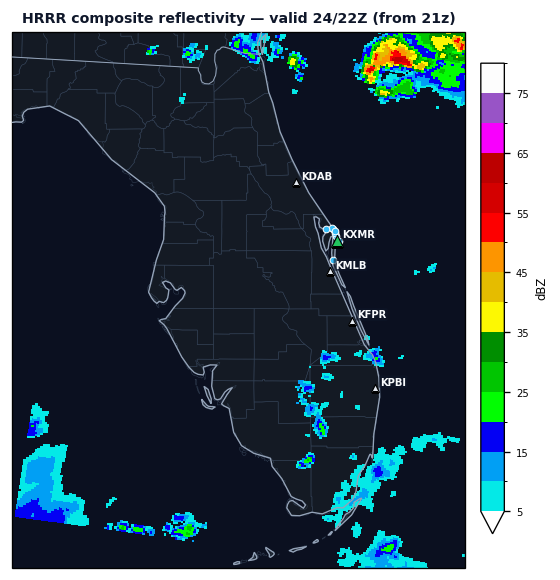 HRRR composite reflectivity — valid 24/22Z (from 21z)
KDAB
KXMR
KMLB
KFPR
KPBI
75
65
55
45
35
25
15
5
dBZ